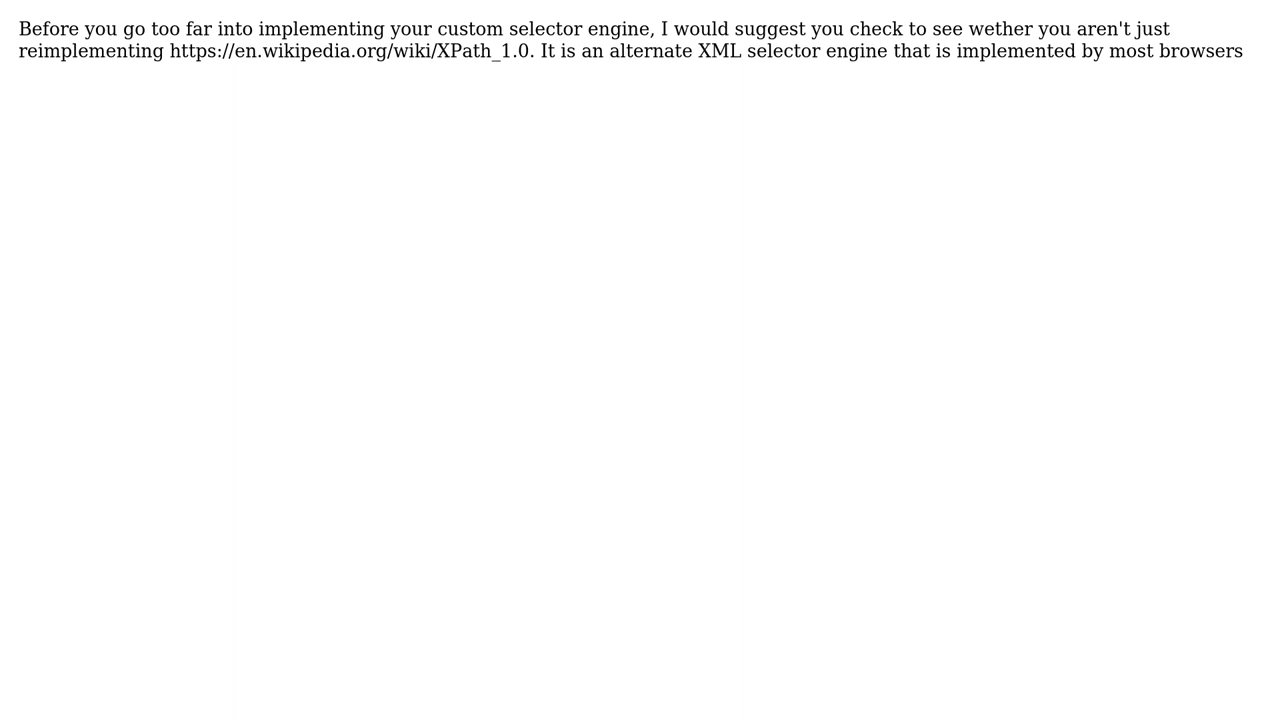 Before you go too far into implementing your custom selector engine, I would suggest you check to see wether you aren't just
reimplementing https://en.wikipedia.org/wiki/XPath_1.0. It is an alternate XML selector engine that is implemented by most browsers